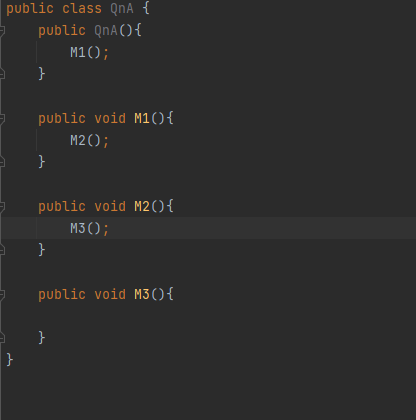 public class QnA {
    public QnA(){
        M1();
    }
    public void M1(){
        M2();
    }
    public void M2(){
        M3();
    }
    public void M3(){
    }
}